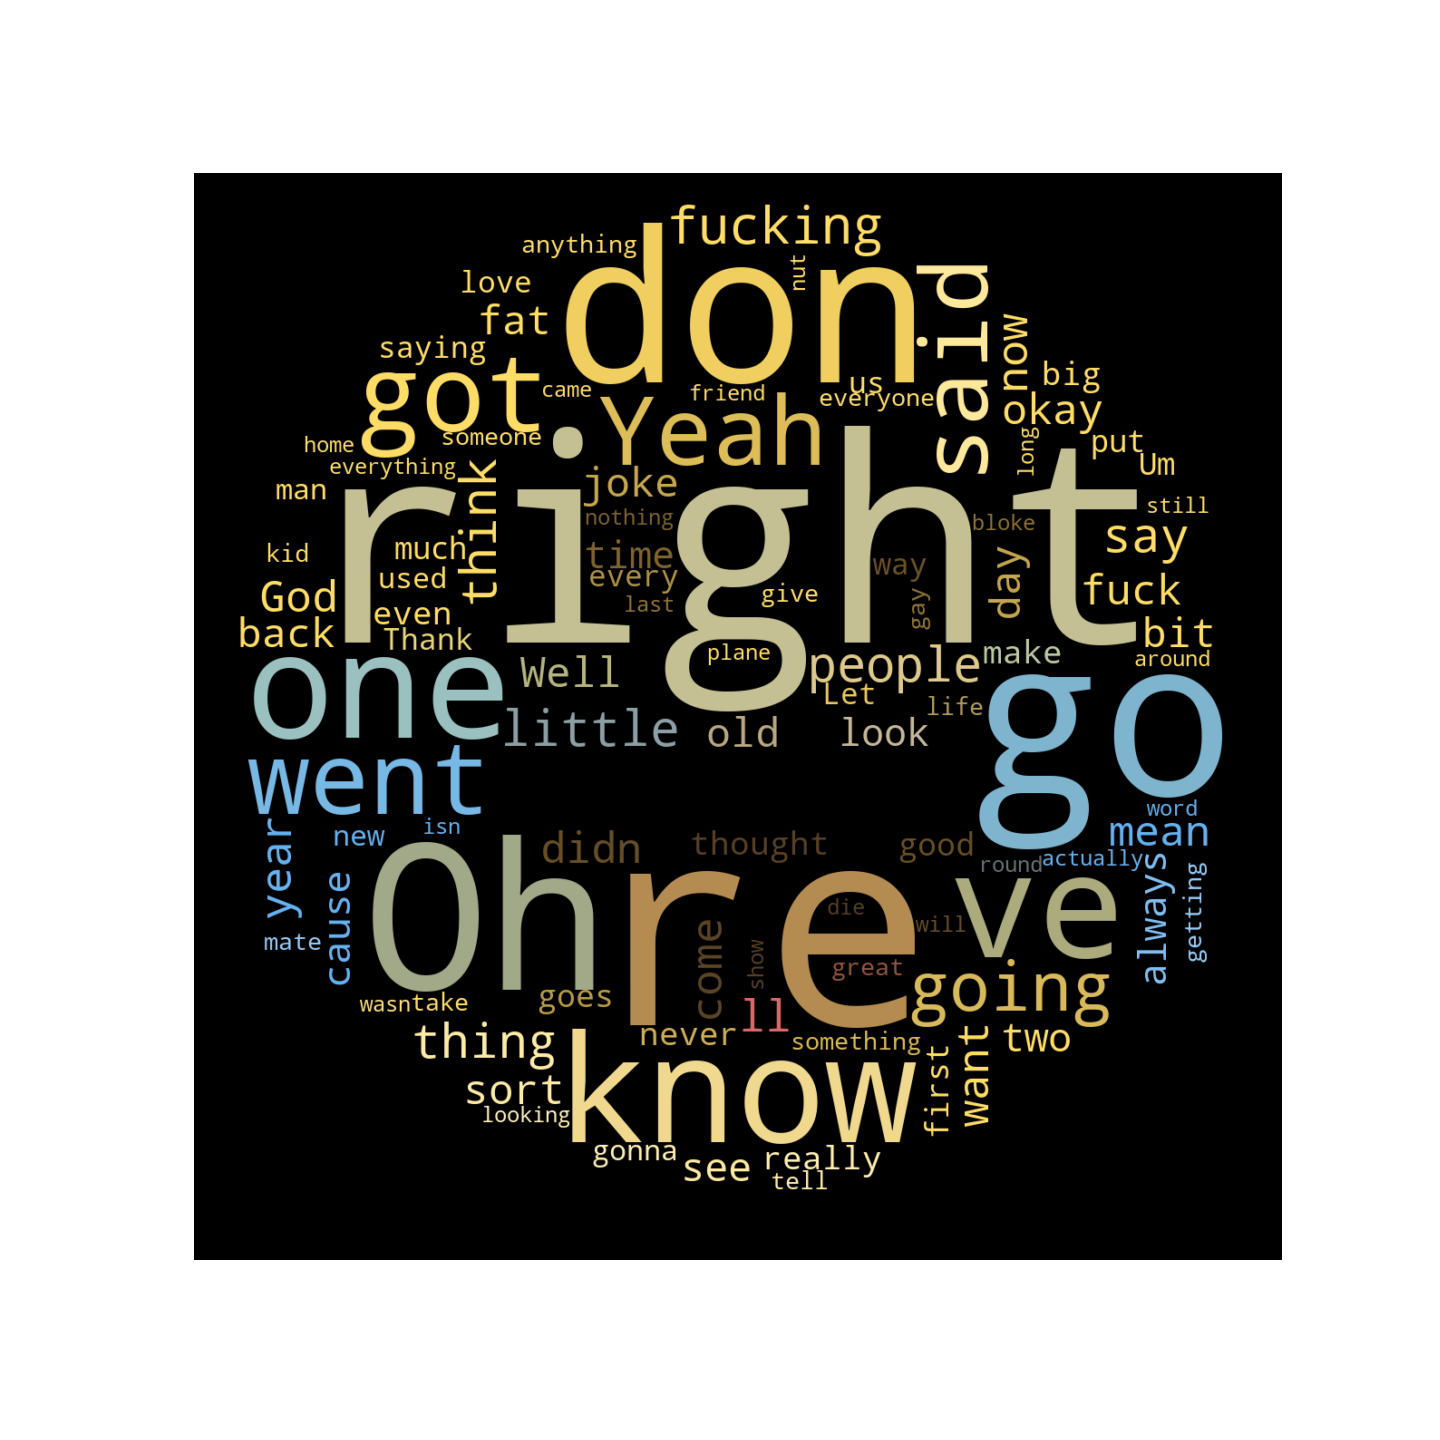 fucking
anything
don
nut
said
love
fat
now
saying
got
came
friend
us
everyone
big
okay
Yeah
home
someone
everything
long
put
Um
man
think
right
joke
nothing
bloke
still
kid
much
time
way
day
say
used
every
God
even
last
give
gay
fuck
back
Thank
plane
people
make
bit
around
one
Well
Let
life
go
little
old
look
went
year
new
isn
word
mean
cause
Oh
didn
thought
good
round
actually
re
ve
always
getting
mate
die
will
come
show
great
going
wasn
take
goes
ll
never
something
thing
know
first
want
two
sort
looking
gonna
see
really
tell